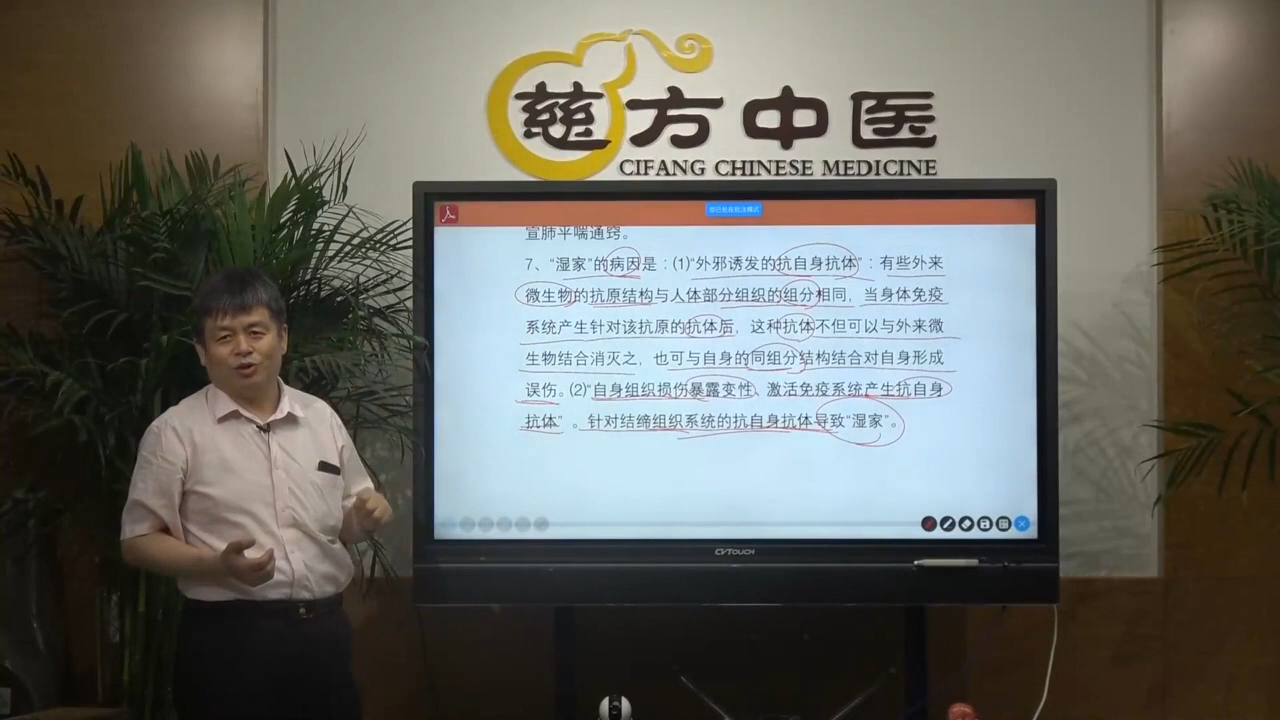 慈方中医
CIFANG CHINESE MEDICINE
您已处在批注模式
宣肺平喘通窍。
7、“湿家”的病因是：(1)“外邪诱发的抗自身抗体”：有些外来
微生物的抗原结构与人体部分组织的组分相同，当身体免疫
系统产生针对该抗原的抗体后，这种抗体不但可以与外来微
生物结合消灭之，也可与自身的同组分结构结合对自身形成
误伤。(2)“自身组织损伤暴露变性、激活免疫系统产生抗自身
抗体”。针对结缔组织系统的抗自身抗体导致“湿家”。
CVTOUCH